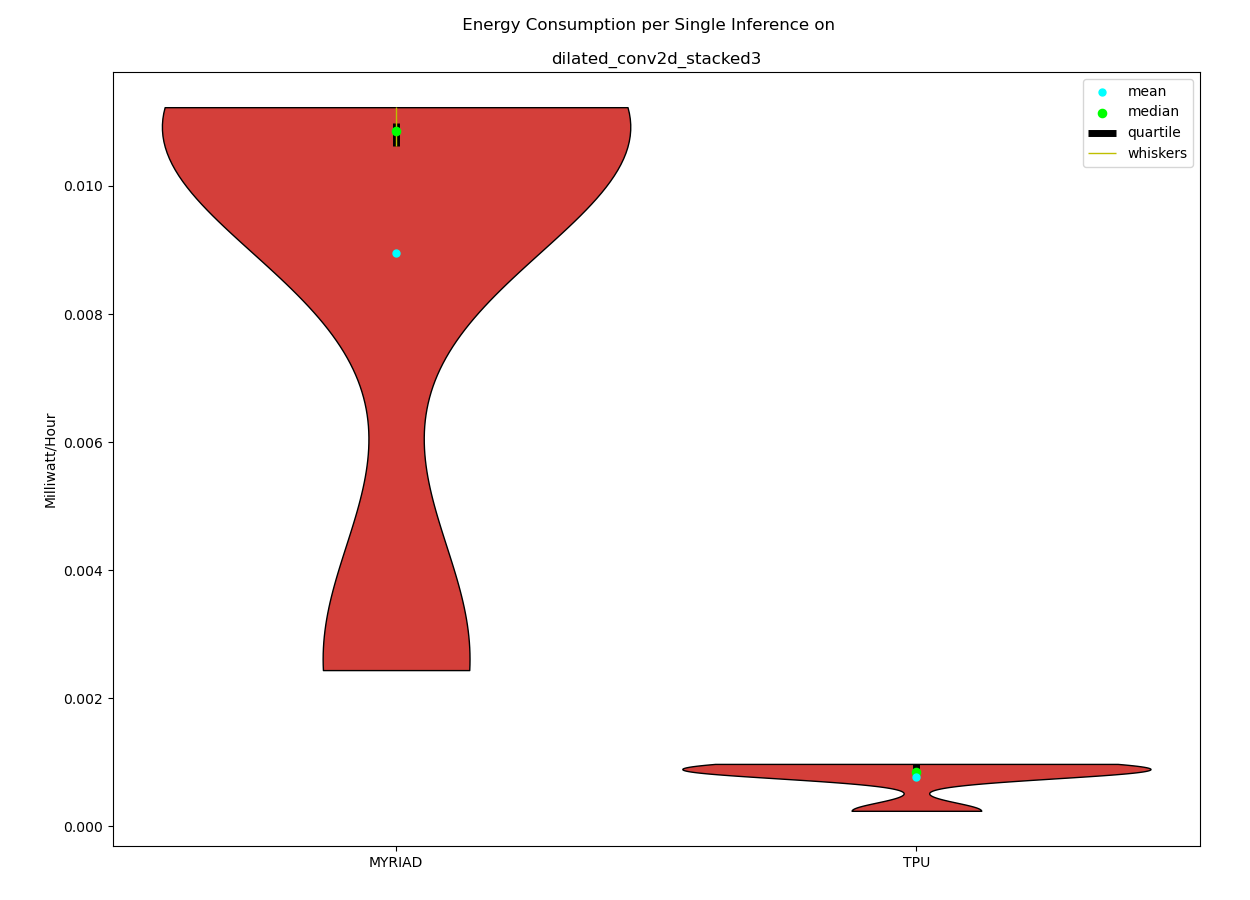 Energy Consumption per Single Inference on
dilated_conv2d_stacked3
mean
median
quartile
whiskers
Milliwatt/Hour
0.010
0.008
0.006
0.004
0.002
0.000
MYRIAD
TPU